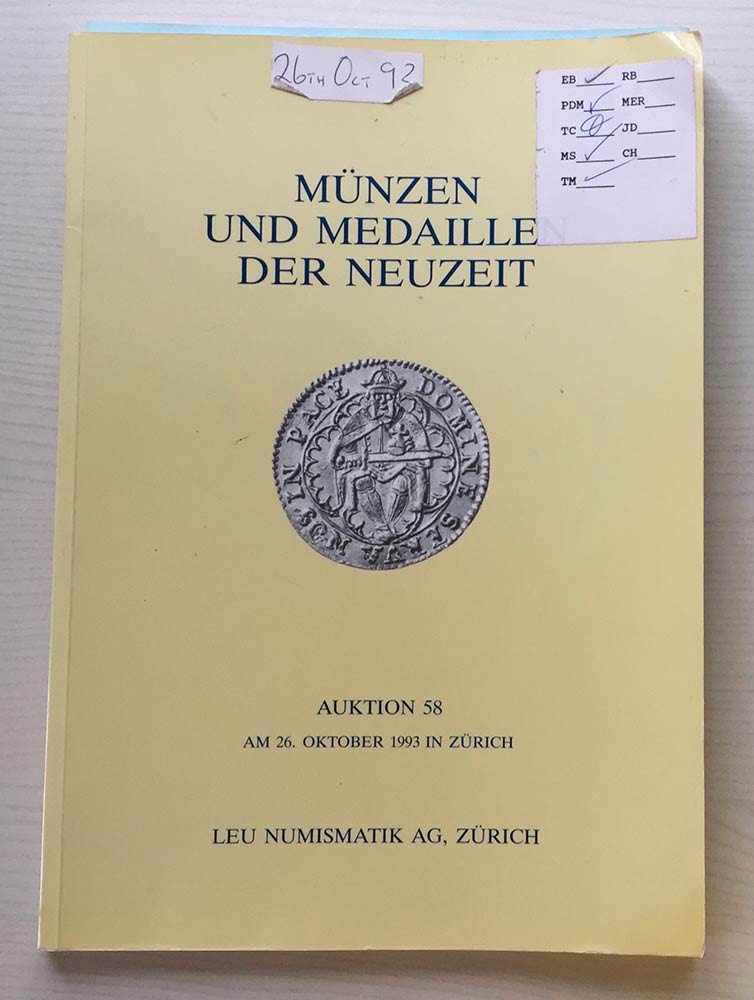 26TH OCT 92
EB RB
PDM MER
TC JD
MS CH
TM
MÜNZEN
UND MEDAILLEN
DER NEUZEIT
DOMINE SERVA NOS IN PACE
AUKTION 58
AM 26. OKTOBER 1993 IN ZÜRICH
LEU NUMISMATIK AG, ZÜRICH